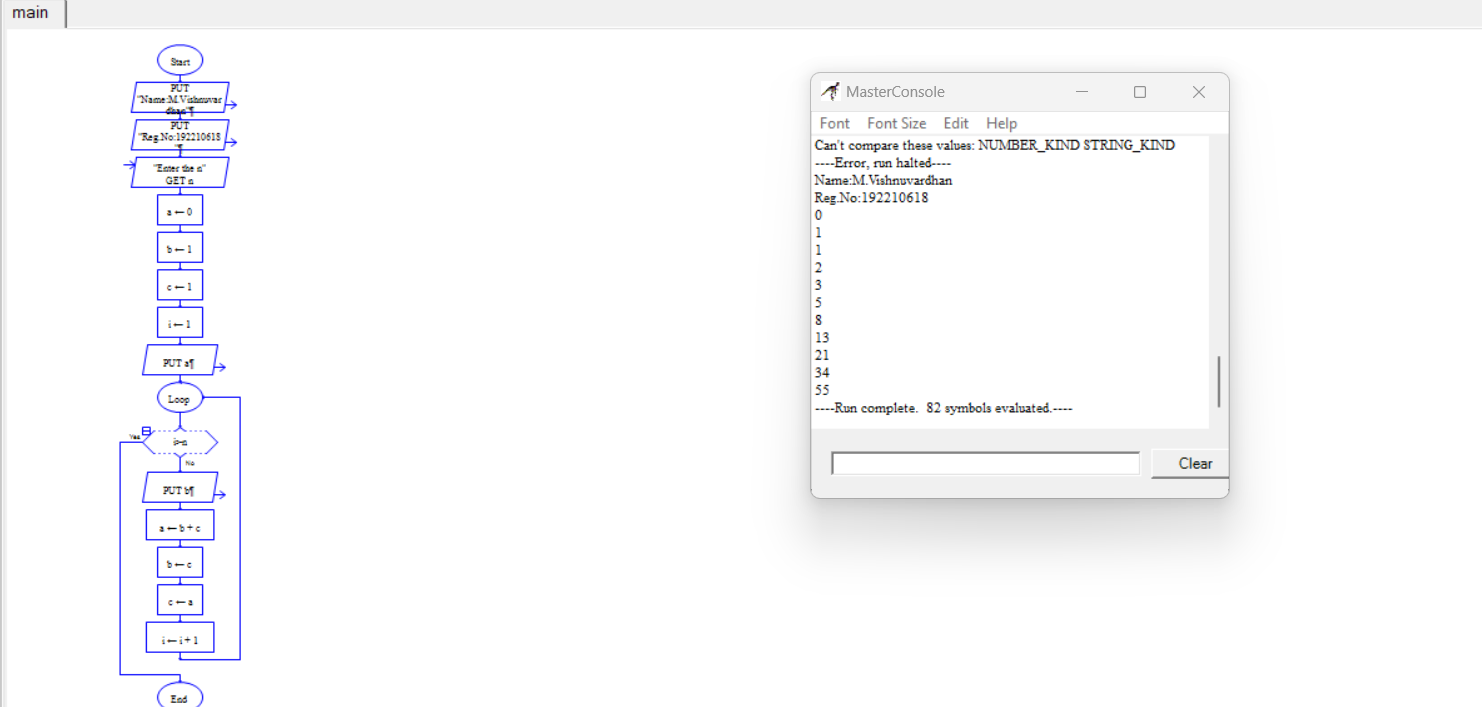 main
Start
PUT
"Name:M.Vishnuvar
dhan"¶
PUT
"Reg.No:192210618
"¶
"Enter the n"
GET n
a ← 0
b ← 1
c ← 1
i ← 1
PUT a¶
Loop
Yes
No
PUT b¶
a ← b + c
b ← c
c ← a
i ← i + 1
End
MasterConsole
Font Font Size Edit Help
Can't compare these values: NUMBER_KIND STRING_KIND
----Error, run halted----
Name:M.Vishnuvardhan
Reg.No:192210618
0
1
1
2
3
5
8
13
21
34
55
----Run complete.  82 symbols evaluated.----
Clear